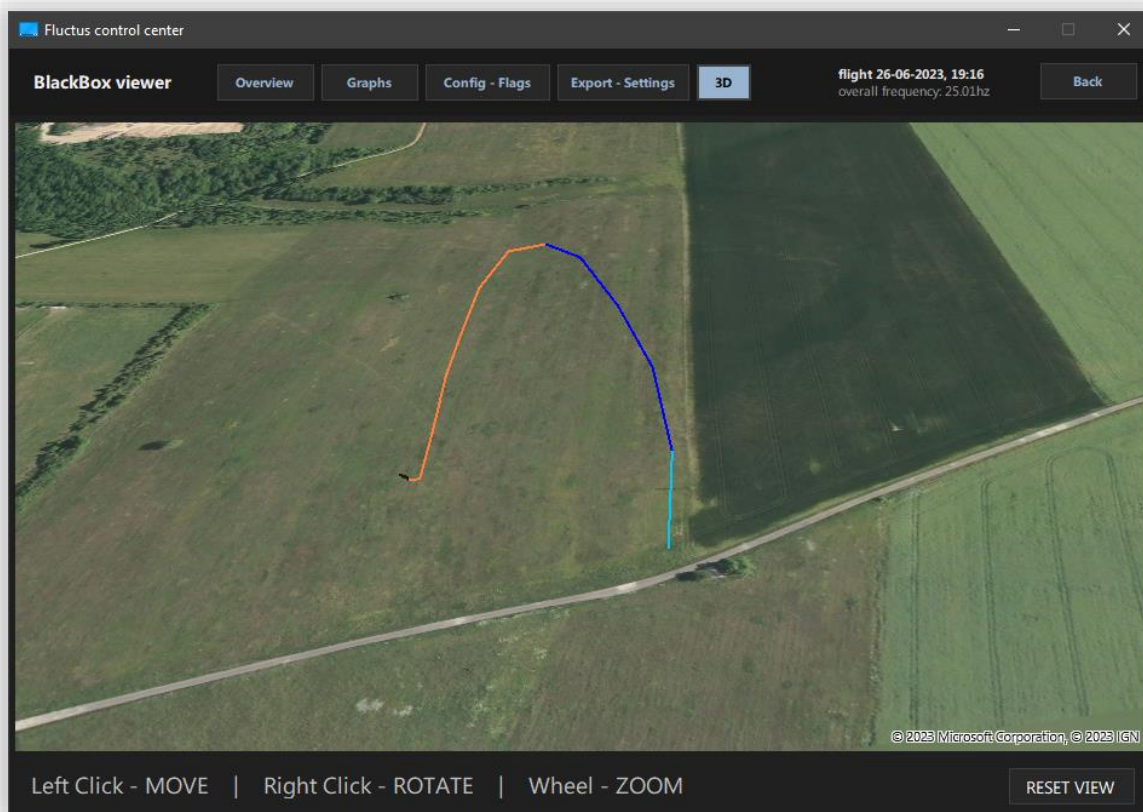 Fluctus control center
BlackBox viewer
Overview
Graphs
Config - Flags
Export - Settings
3D
flight 26-06-2023, 19:16
overall frequency: 25.01hz
Back
© 2023 Microsoft Corporation, © 2023 IGN
Left Click - MOVE | Right Click - ROTATE | Wheel - ZOOM
RESET VIEW